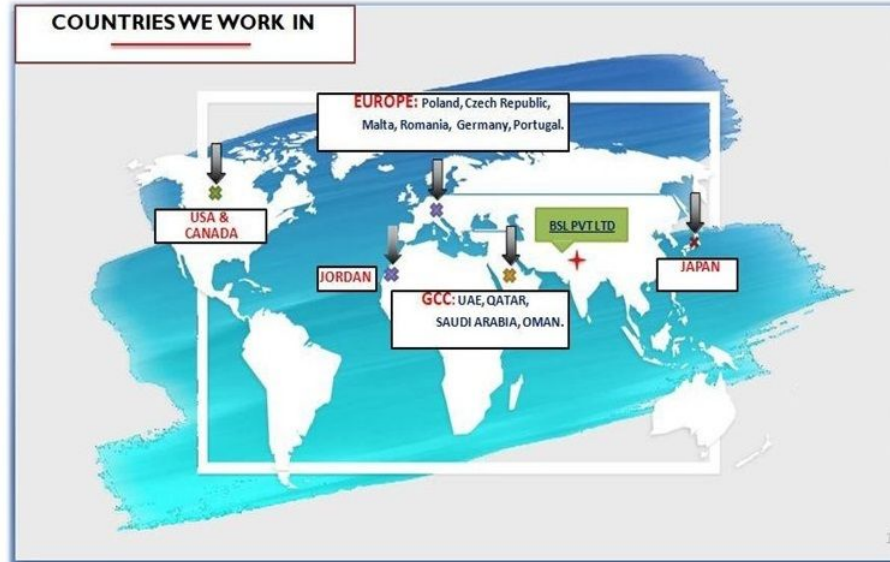 COUNTRIES WE WORK IN
EUROPE: Poland, Czech Republic,
Malta, Romania, Germany, Portugal.
USA &
CANADA
BSL PVT LTD
JORDAN
JAPAN
GCC: UAE, QATAR,
SAUDI ARABIA, OMAN.